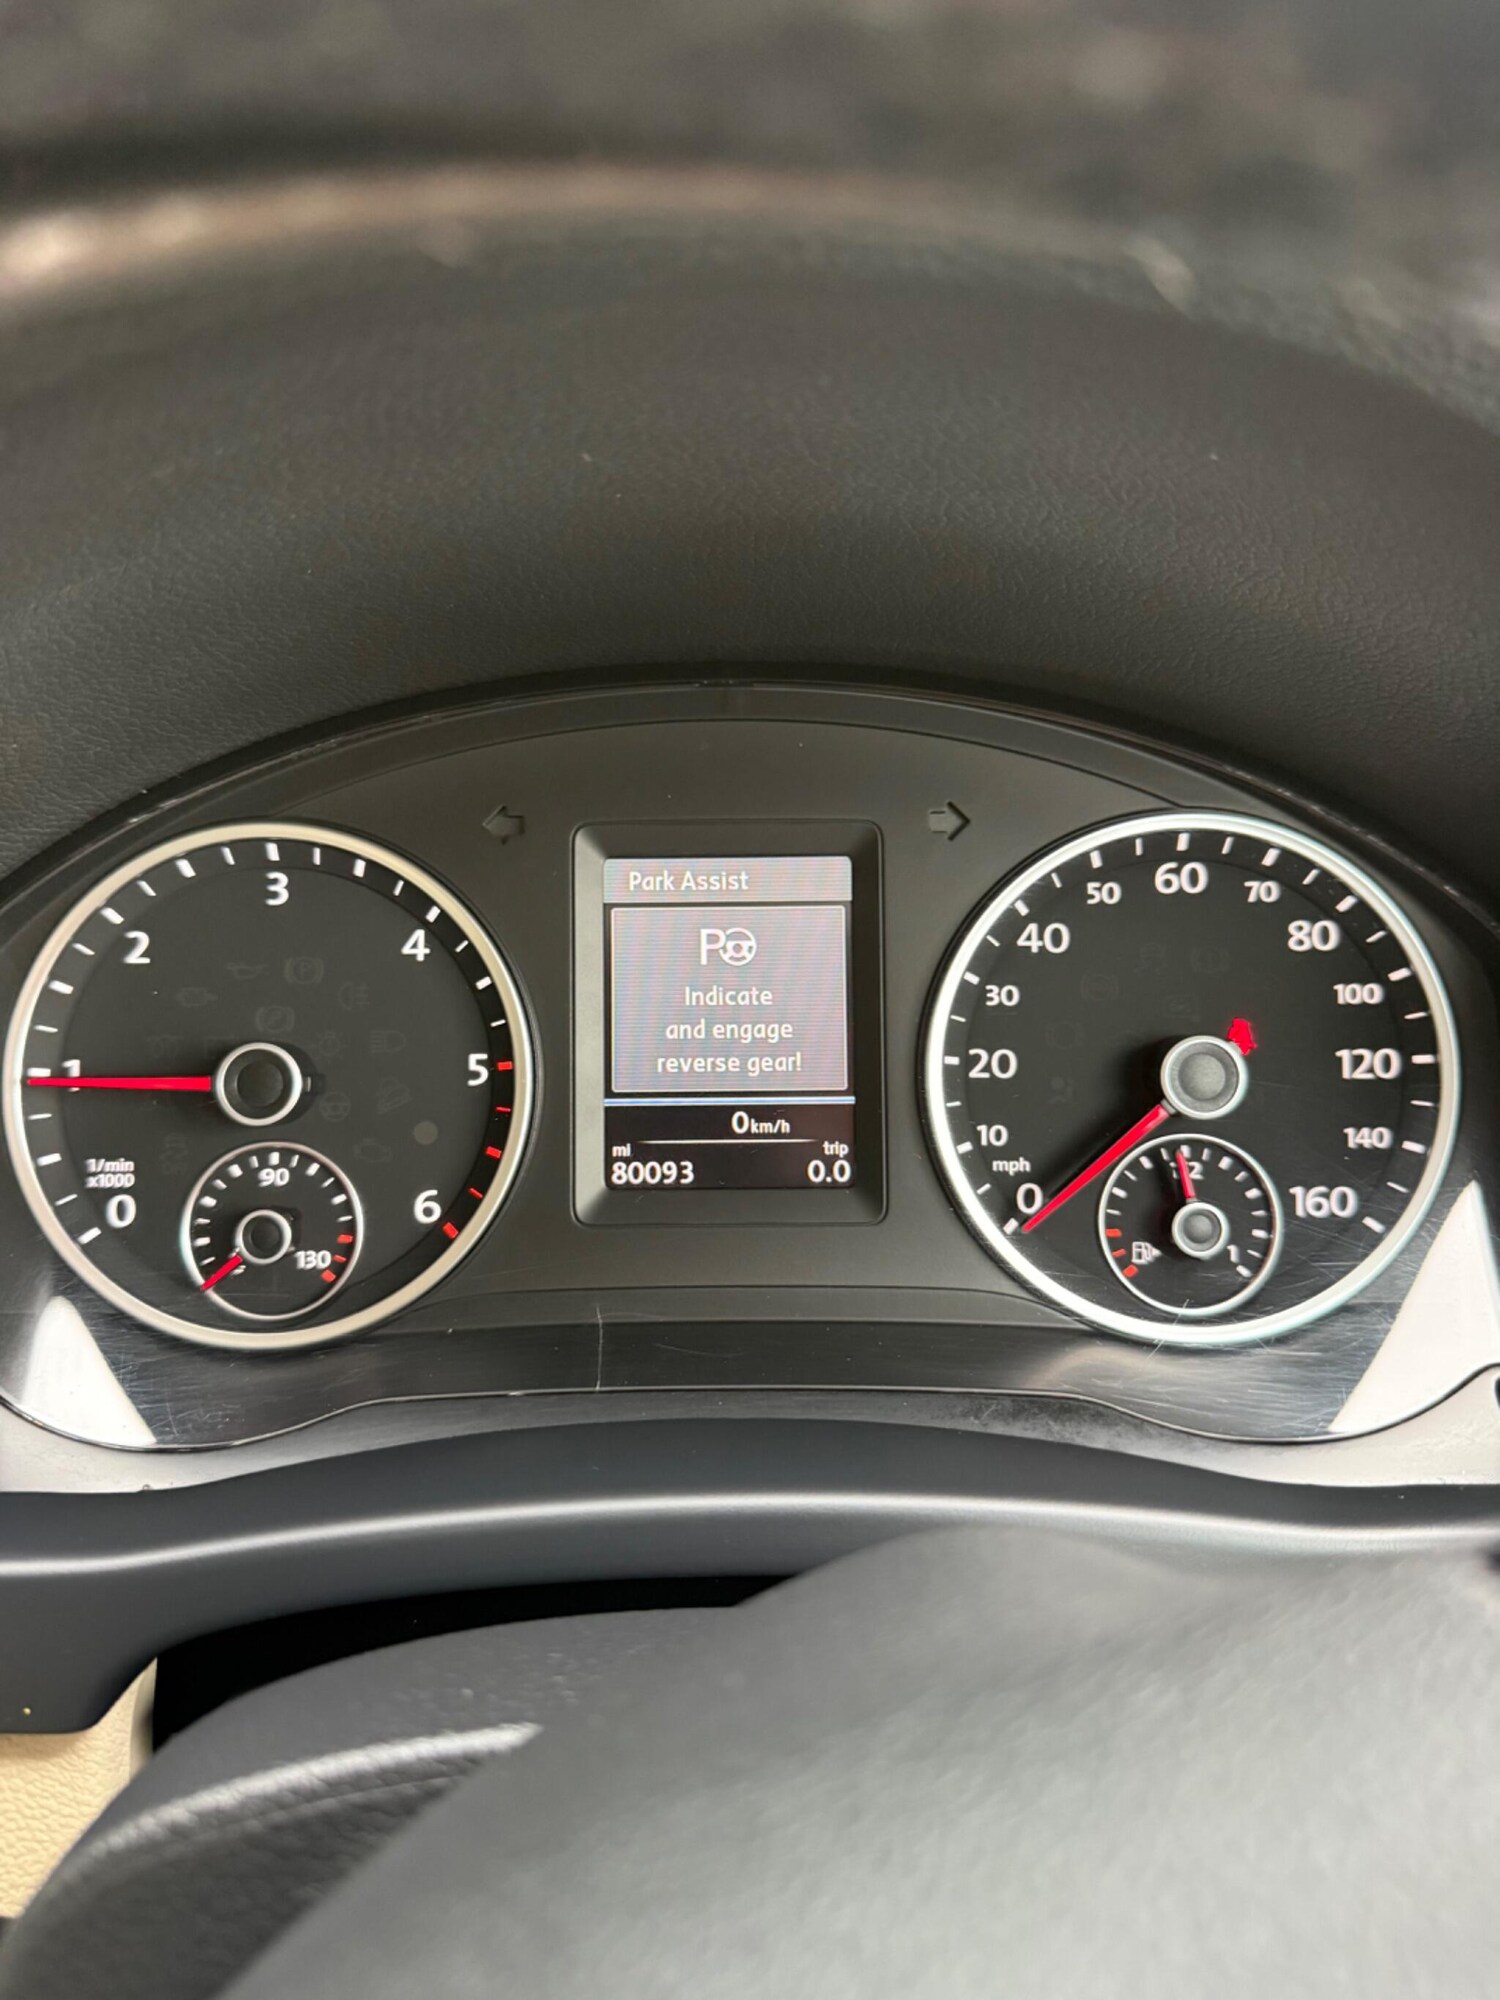 3
2
4
1
5
1/min
x1000
0
6
90
130
Park Assist
P
Indicate
and engage
reverse gear!
0km/h
mi
trip
80093
0.0
60
50
70
40
80
30
100
20
120
10
140
mph
0
160
1